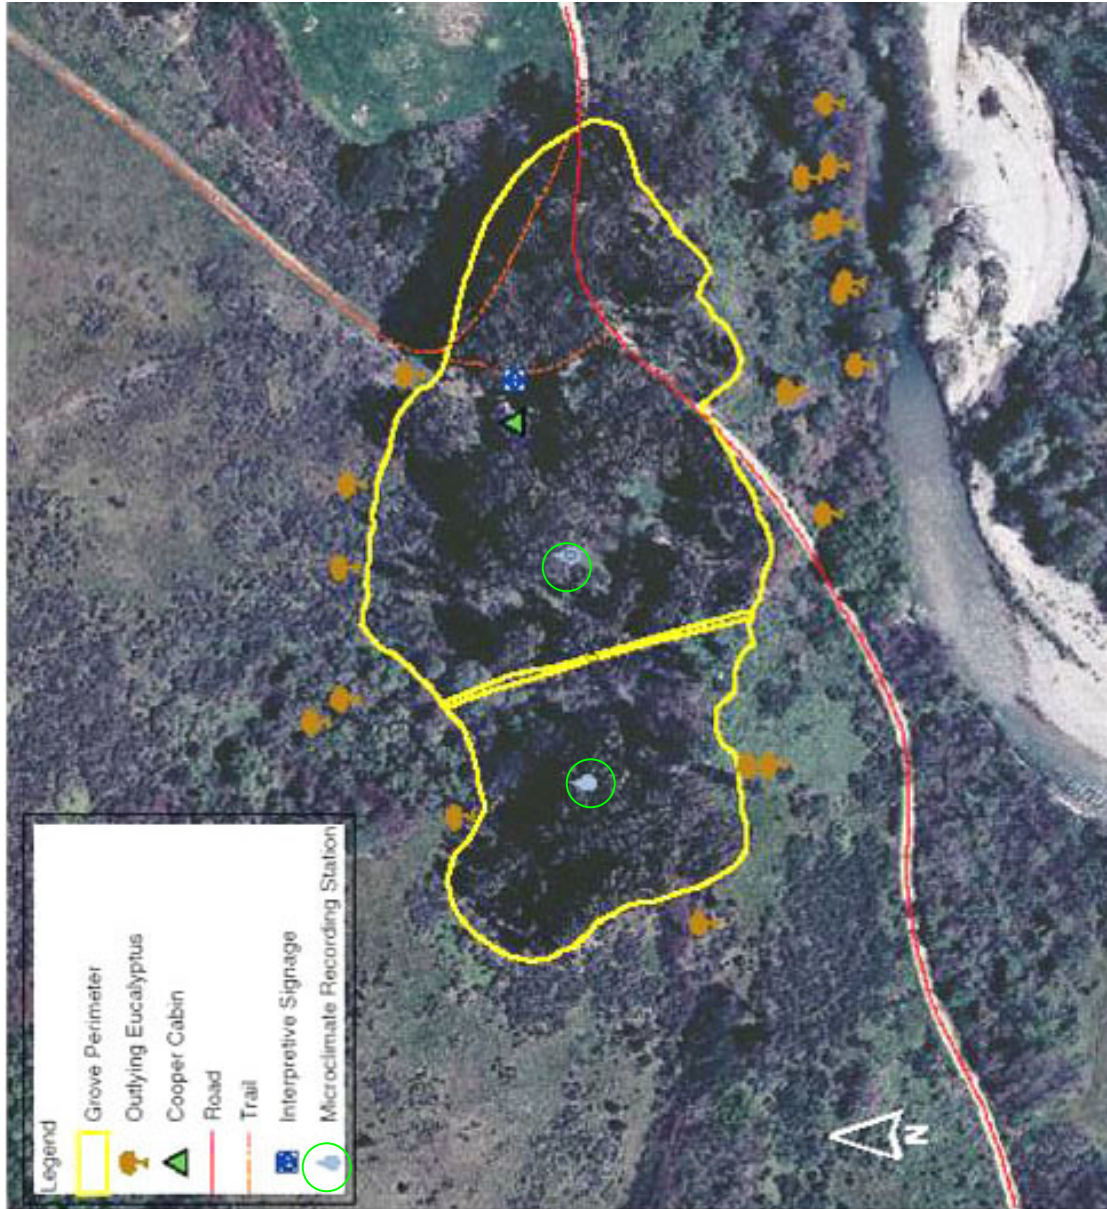 Legend
Grove Perimeter
Outlying Eucalyptus
Cooper Cabin
Road
Trail
Interpretive Signage
Microclimate Recording Station
N